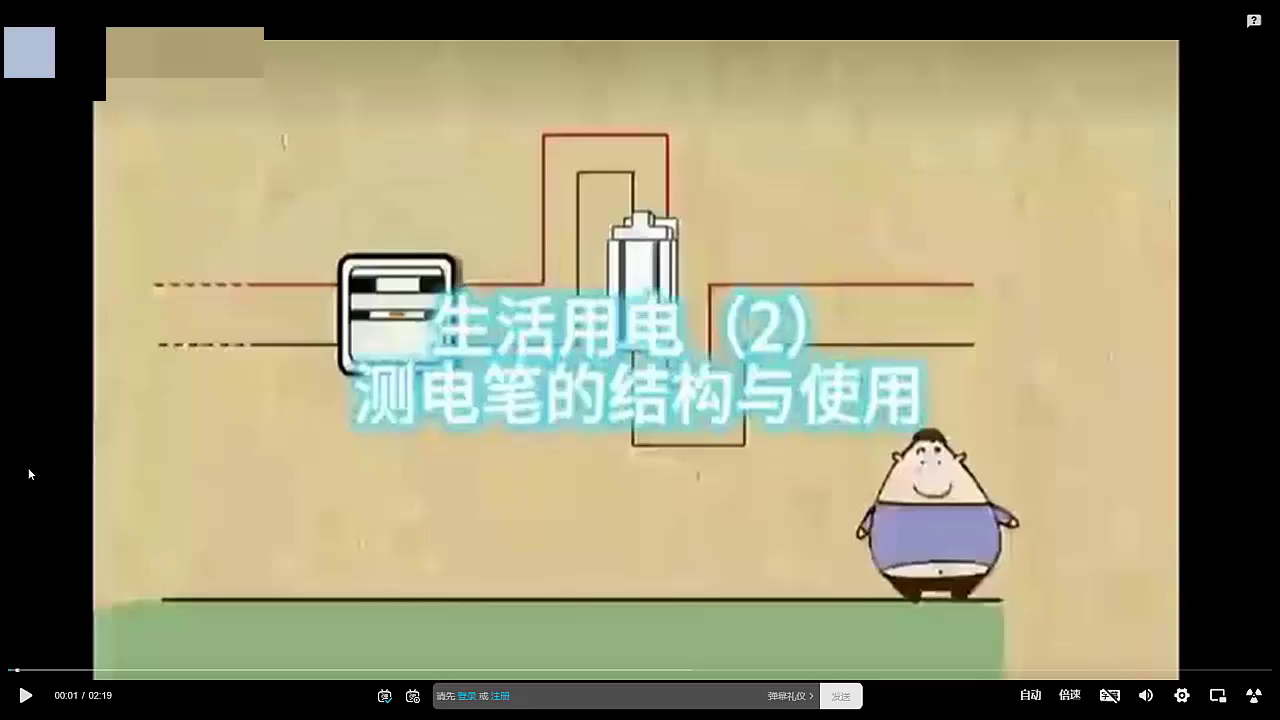 生活用电（2）
测电笔的结构与使用
00:01 / 02:19
请先 登录 或 注册
弹幕礼仪 >
发送
自动
倍速